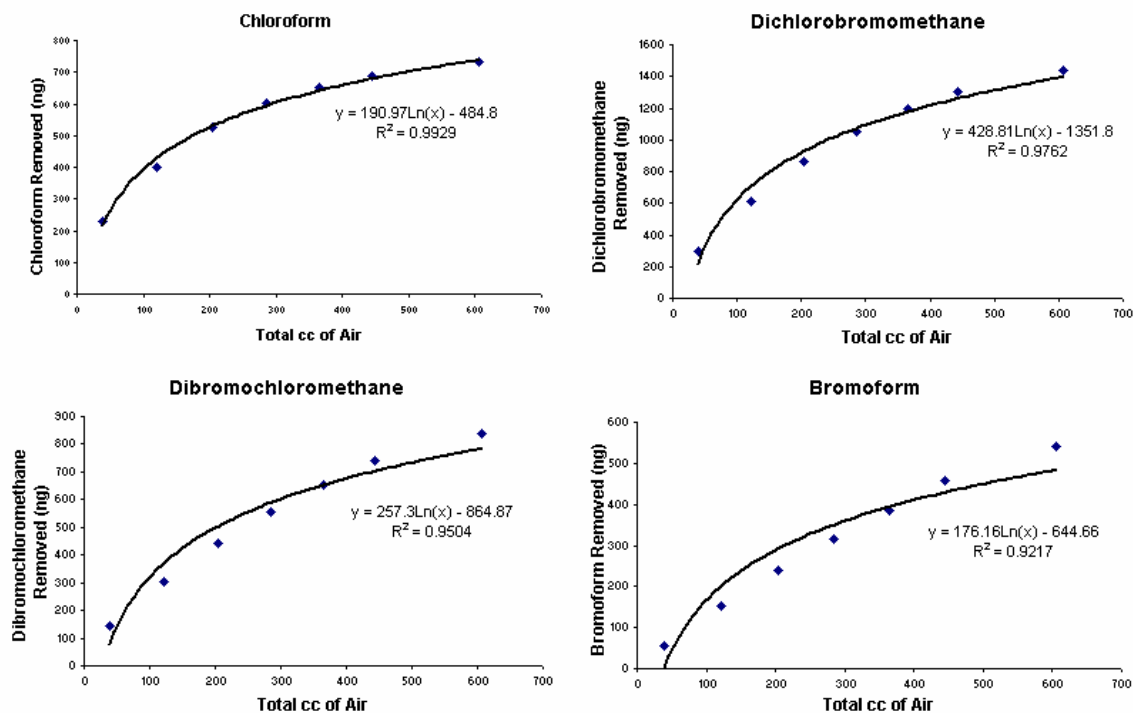 Chloroform
800
700
600
500
400
300
200
100
0
Chloroform Removed (ng)
y = 190.97Ln(x) - 484.8
R² = 0.9929
0 100 200 300 400 500 600 700
Total cc of Air
Dichlorobromomethane
1600
1400
1200
1000
800
600
400
200
0
Dichlorobromomethane
Removed (ng)
y = 428.81Ln(x) - 1351.8
R² = 0.9762
0 100 200 300 400 500 600 700
Total cc of Air
Dibromochloromethane
900
800
700
600
500
400
300
200
100
0
Dibromochloromethane
Removed (ng)
y = 257.3Ln(x) - 864.87
R² = 0.9504
0 100 200 300 400 500 600 700
Total cc of Air
Bromoform
600
500
400
300
200
100
0
Bromoform Removed (ng)
y = 176.16Ln(x) - 644.66
R² = 0.9217
0 100 200 300 400 500 600 700
Total cc of Air